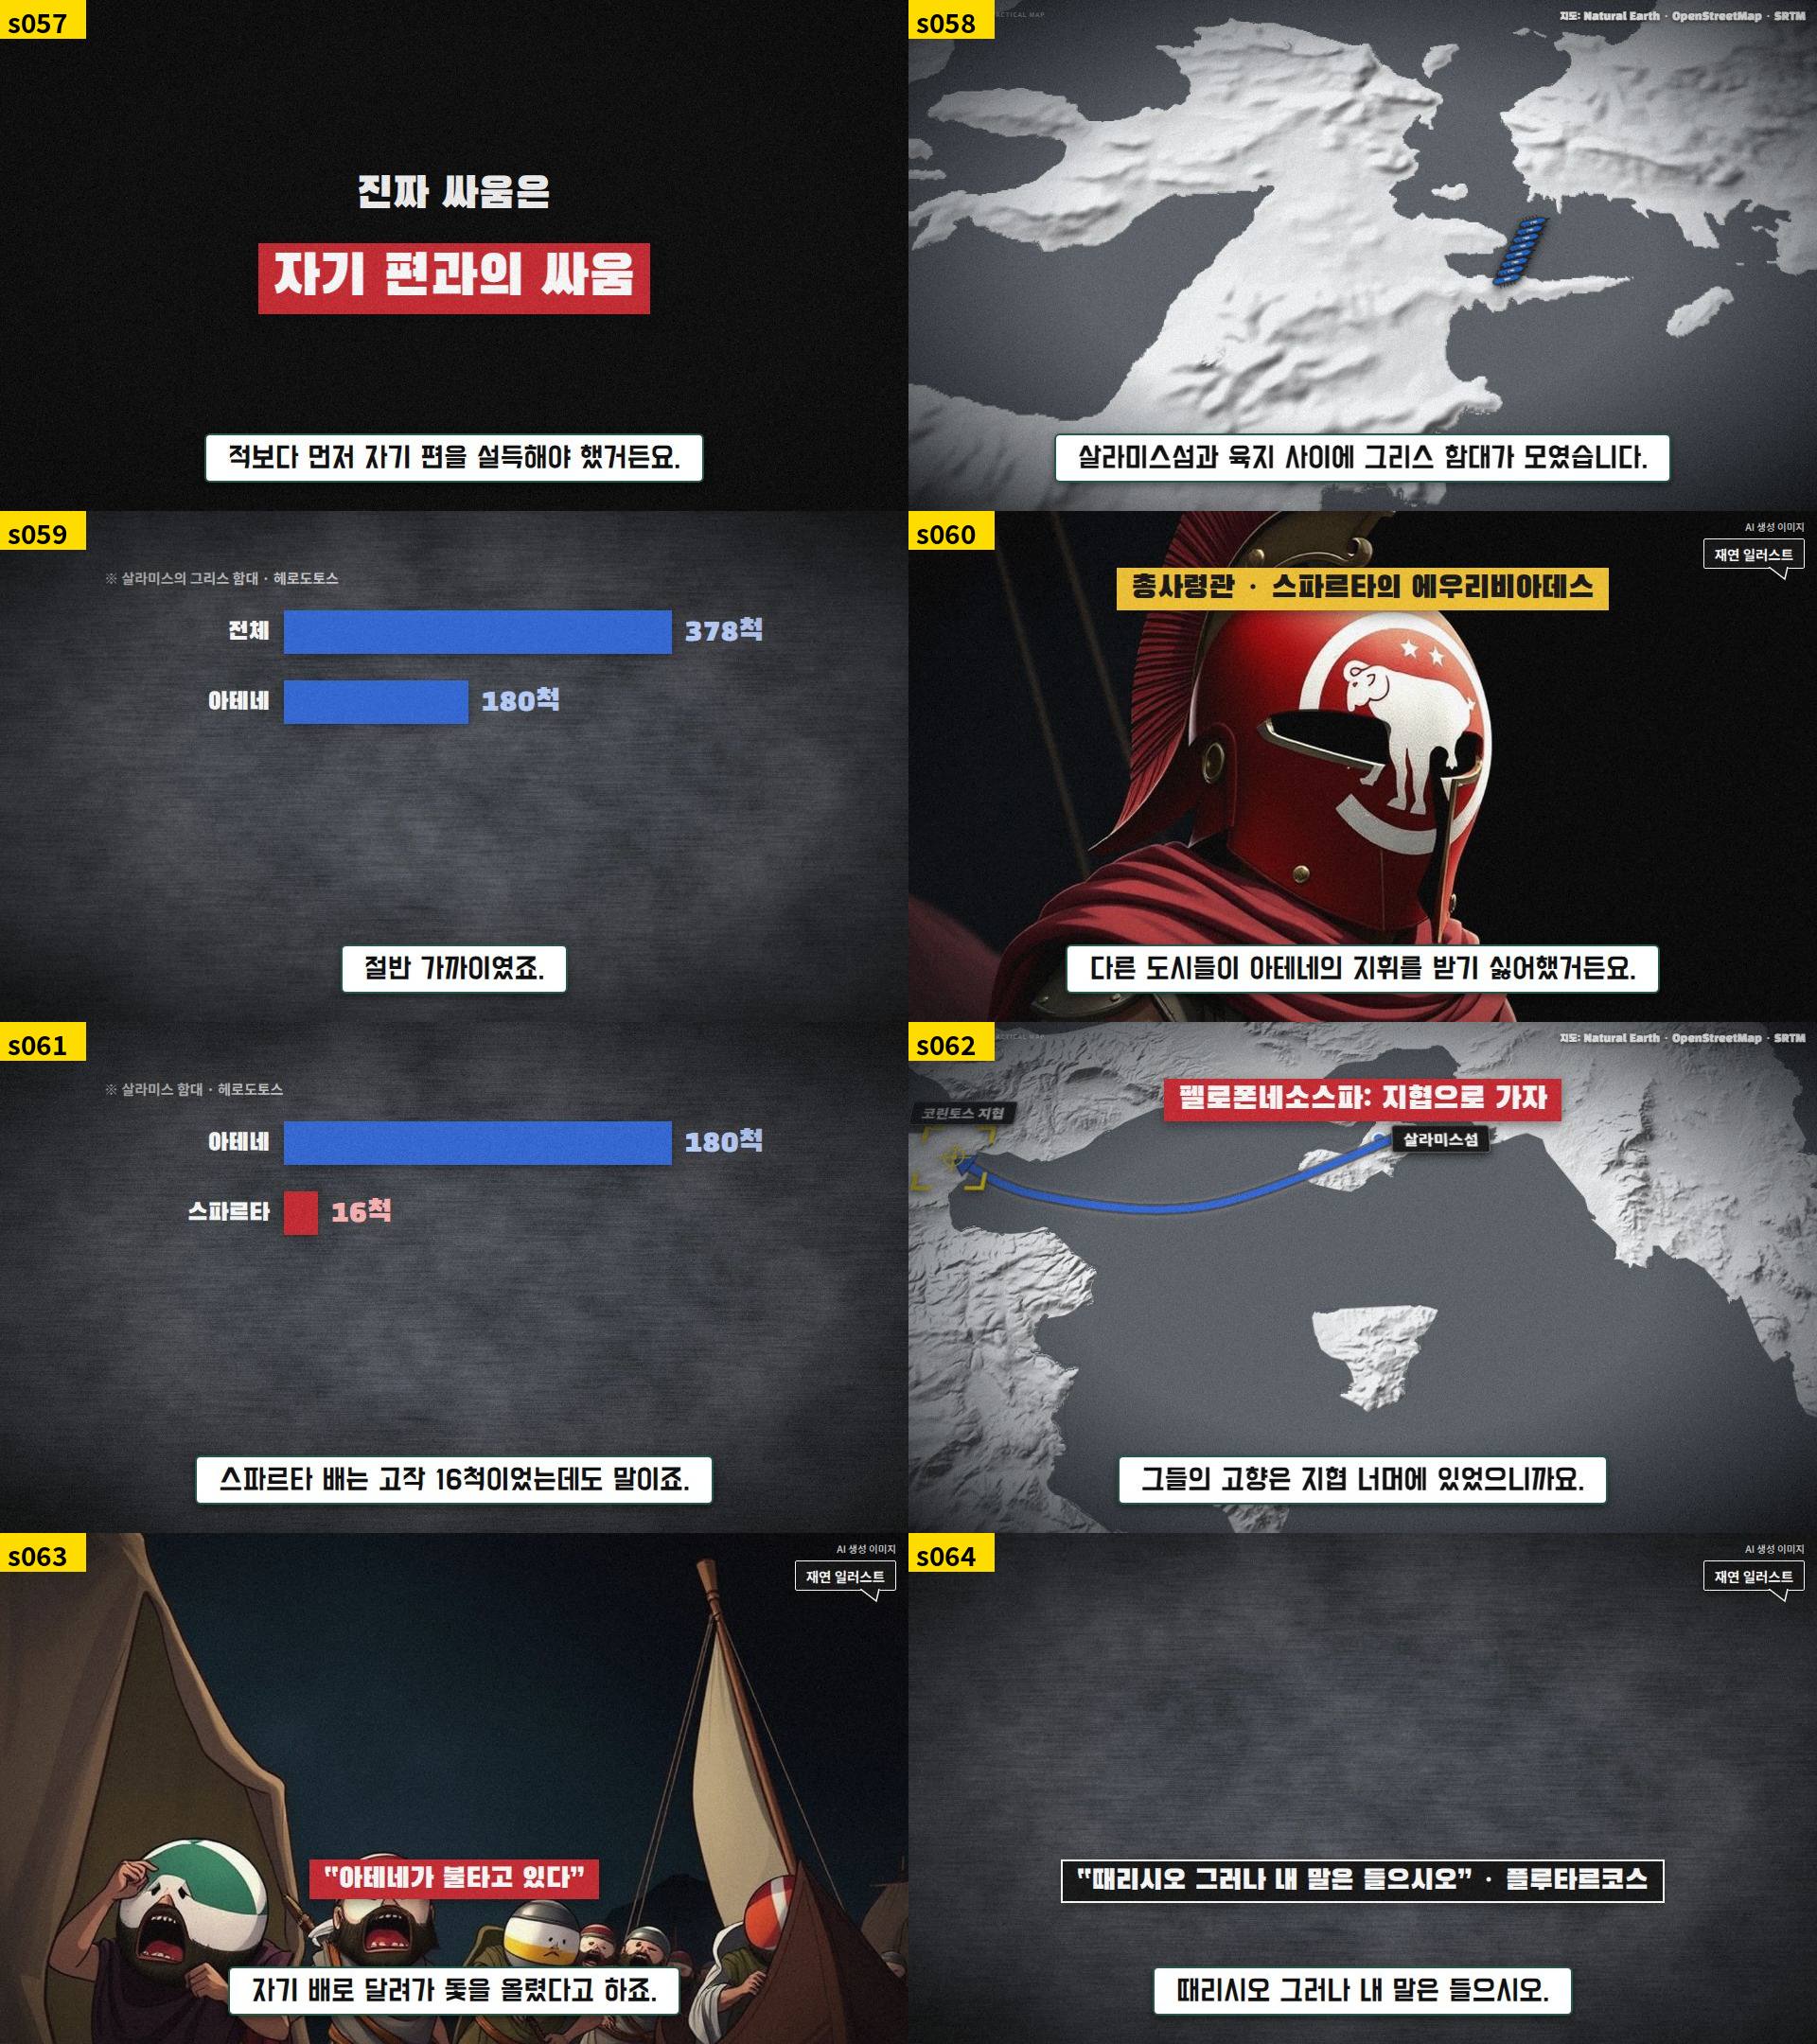 s057
진짜 싸움은
자기 편과의 싸움
적보다 먼저 자기 편을 설득해야 했거든요.
s058
TACTICAL MAP
지도: Natural Earth · OpenStreetMap · SRTM
살라미스섬과 육지 사이에 그리스 함대가 모였습니다.
s059
※ 살라미스의 그리스 함대 · 헤로도토스
전체 378척
아테네 180척
절반 가까이였죠.
s060
AI 생성 이미지
재연 일러스트
총사령관 · 스파르타의 에우리비아데스
다른 도시들이 아테네의 지휘를 받기 싫어했거든요.
s061
※ 살라미스 함대 · 헤로도토스
아테네 180척
스파르타 16척
스파르타 배는 고작 16척이었는데도 말이죠.
s062
지도: Natural Earth · OpenStreetMap · SRTM
펠로폰네소스파: 지협으로 가자
코린토스 지협
살라미스섬
그들의 고향은 지협 너머에 있었으니까요.
s063
AI 생성 이미지
재연 일러스트
"아테네가 불타고 있다"
자기 배로 달려가 돛을 올렸다고 하죠.
s064
AI 생성 이미지
재연 일러스트
"때리시오 그러나 내 말은 들으시오" · 플루타르코스
때리시오 그러나 내 말은 들으시오.